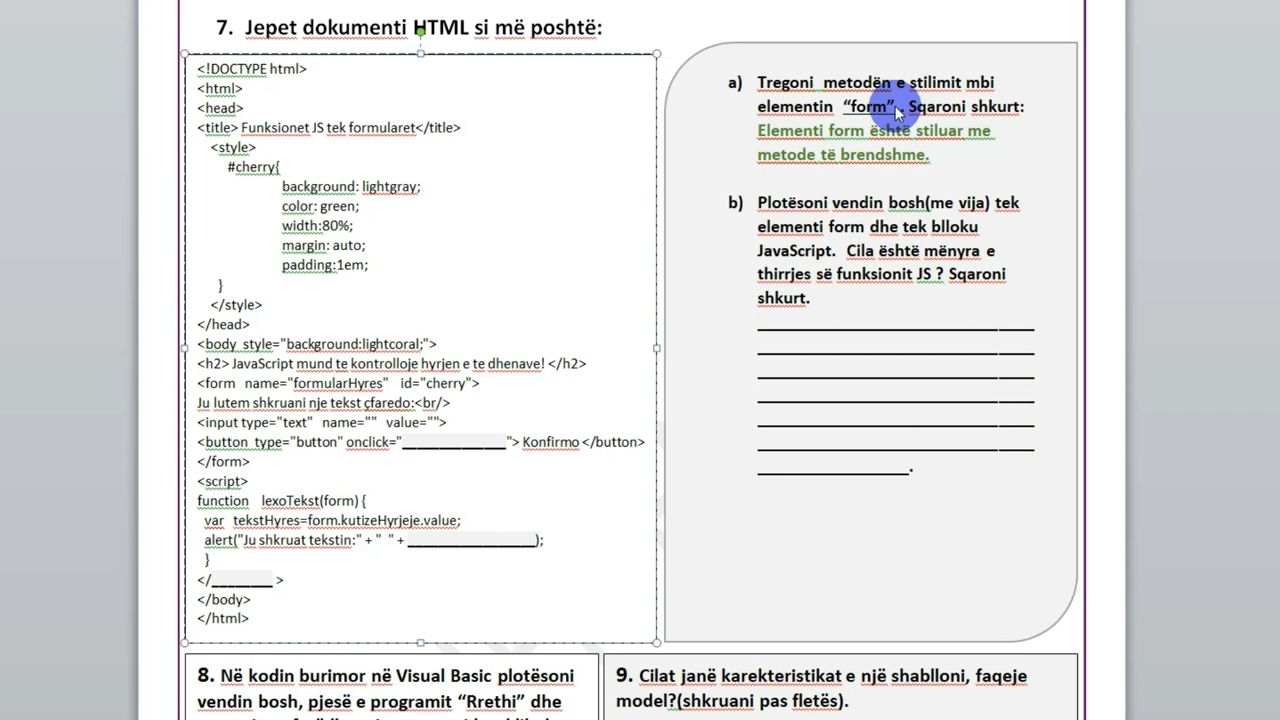 7. Jepet dokumenti HTML si më poshtë:
<!DOCTYPE html>
<html>
<head>
<title> Funksionet JS tek formularet</title>
<style>
#cherry{
background: lightgray;
color: green;
width:80%;
margin: auto;
padding:1em;
}
</style>
</head>
<body style="background:lightcoral;">
<h2> JavaScript mund te kontrolloje hyrjen e te dhenave! </h2>
<form name="formularHyres" id="cherry">
Ju lutem shkruani nje tekst çfaredo:<br/>
<input type="text" name="" value="">
<button type="button" onclick="______________"> Konfirmo </button>
</form>
<script>
function lexoTekst(form) {
var tekstHyres=form.kutizeHyrjeje.value;
alert("Ju shkruat tekstin:" + " " + _________________);
}
</________ >
</body>
</html>
a) Tregoni metodën e stilimit mbi
elementin “form” . Sqaroni shkurt:
Elementi form është stiluar me
metode të brendshme.
b) Plotësoni vendin bosh(me vija) tek
elementi form dhe tek blloku
JavaScript. Cila është mënyra e
thirrjes së funksionit JS ? Sqaroni
shkurt.
8. Në kodin burimor në Visual Basic plotësoni
vendin bosh, pjesë e programit “Rrethi” dhe
9. Cilat janë karekteristikat e një shablloni, faqeje
model?(shkruani pas fletës).